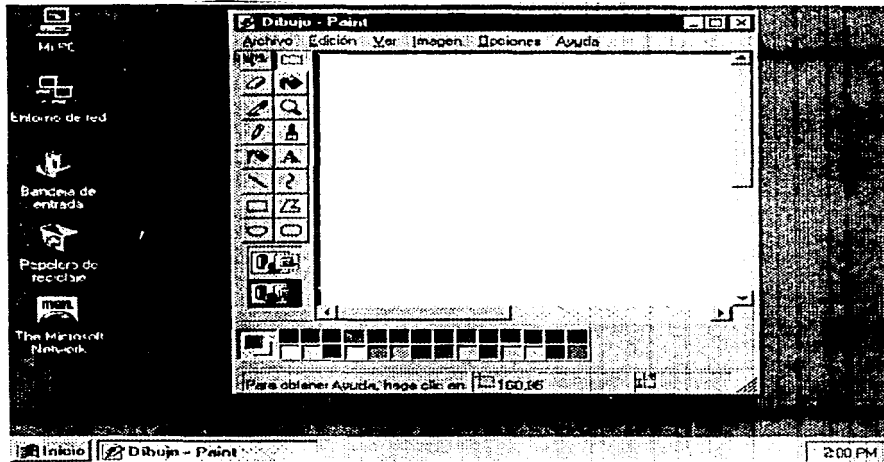 Mi PC
Entorno de red
Bandeja de
entrada
Papelera de
reciclaje
msn
The Microsoft
Network
Dibujo - Paint
Archivo Edición Ver Imagen Opciones Ayuda
A
Para obtener Ayuda, haga clic en
Inicio Dibujo - Paint
2:00 PM